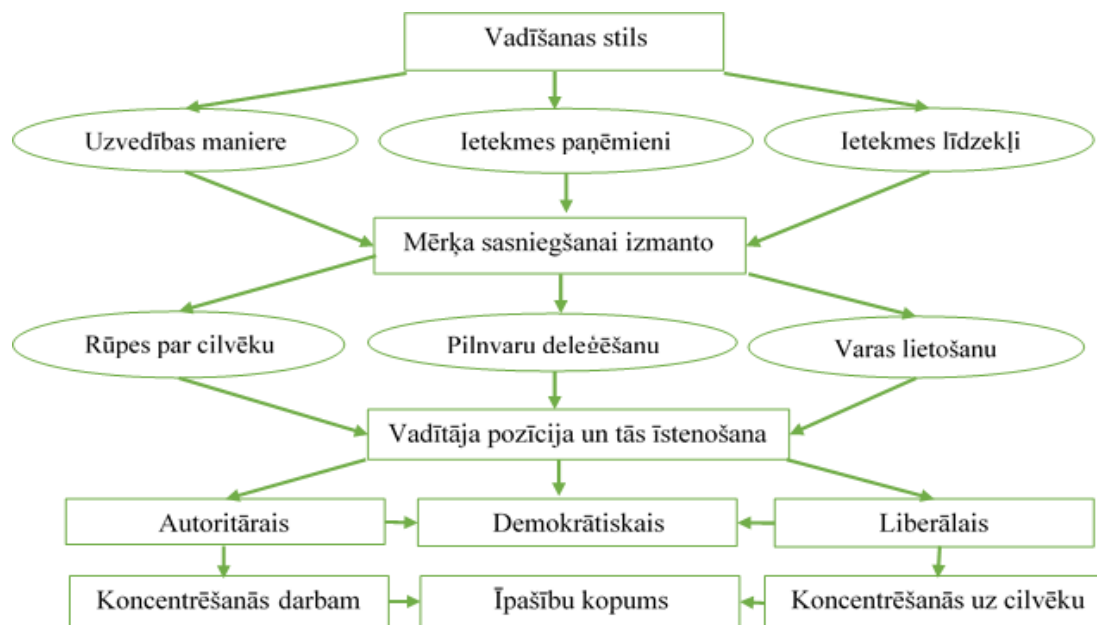 Vadīšanas stils
Uzvedības maniere
Ietekmes paņēmieni
Ietekmes līdzekļi
Mērķa sasniegšanai izmanto
Rūpes par cilvēku
Pilnvaru deleģēšanu
Varas lietošanu
Vadītāja pozīcija un tās īstenošana
Autoritārais
Demokrātiskais
Liberālais
Koncentrēšanās darbam
Īpašību kopums
Koncentrēšanās uz cilvēku